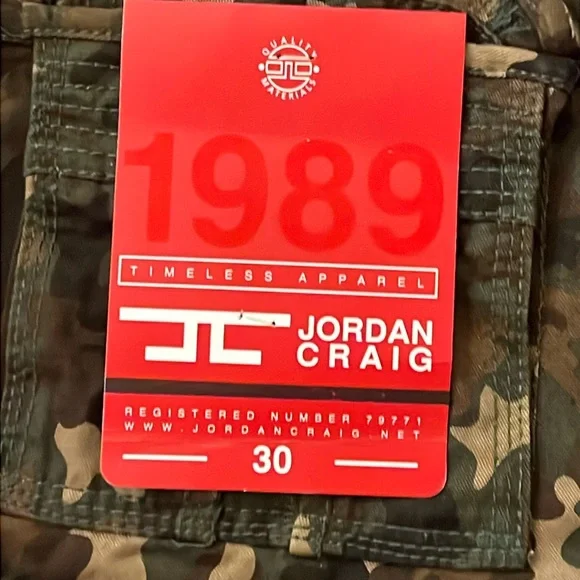 QUALITY
MATERIALS
1989
TIMELESS APPAREL
JORDAN
CRAIG
REGISTERED NUMBER 79771
WWW.JORDANCRAIG.NET
30